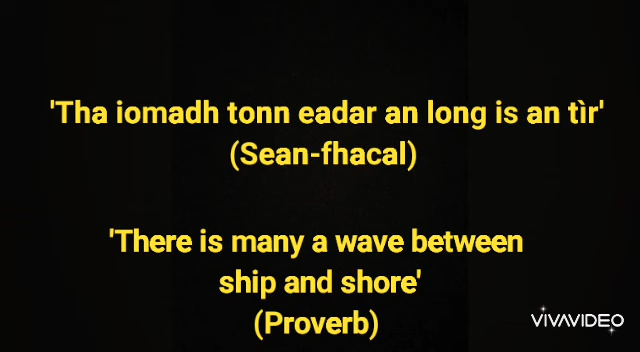 'Tha iomadh tonn eadar an long is an tìr'
(Sean-fhacal)
'There is many a wave between
ship and shore'
(Proverb)
VIVAVIDEO